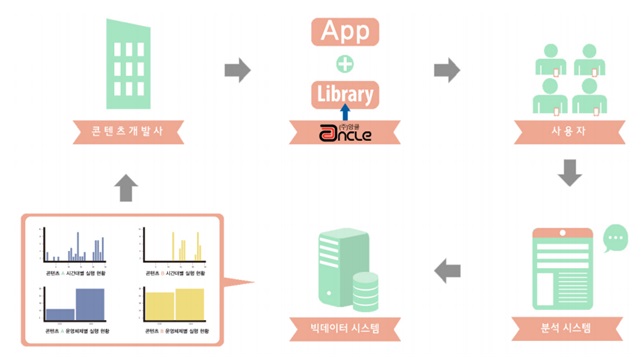 App
Library
(주)앙클
ancle
콘텐츠개발사
사용자
콘텐츠 A 시간대별 실행 현황
콘텐츠 B 시간대별 실행 현황
콘텐츠 A 운영체제별 실행 현황
콘텐츠 B 운영체제별 실행 현황
빅데이터 시스템
분석 시스템